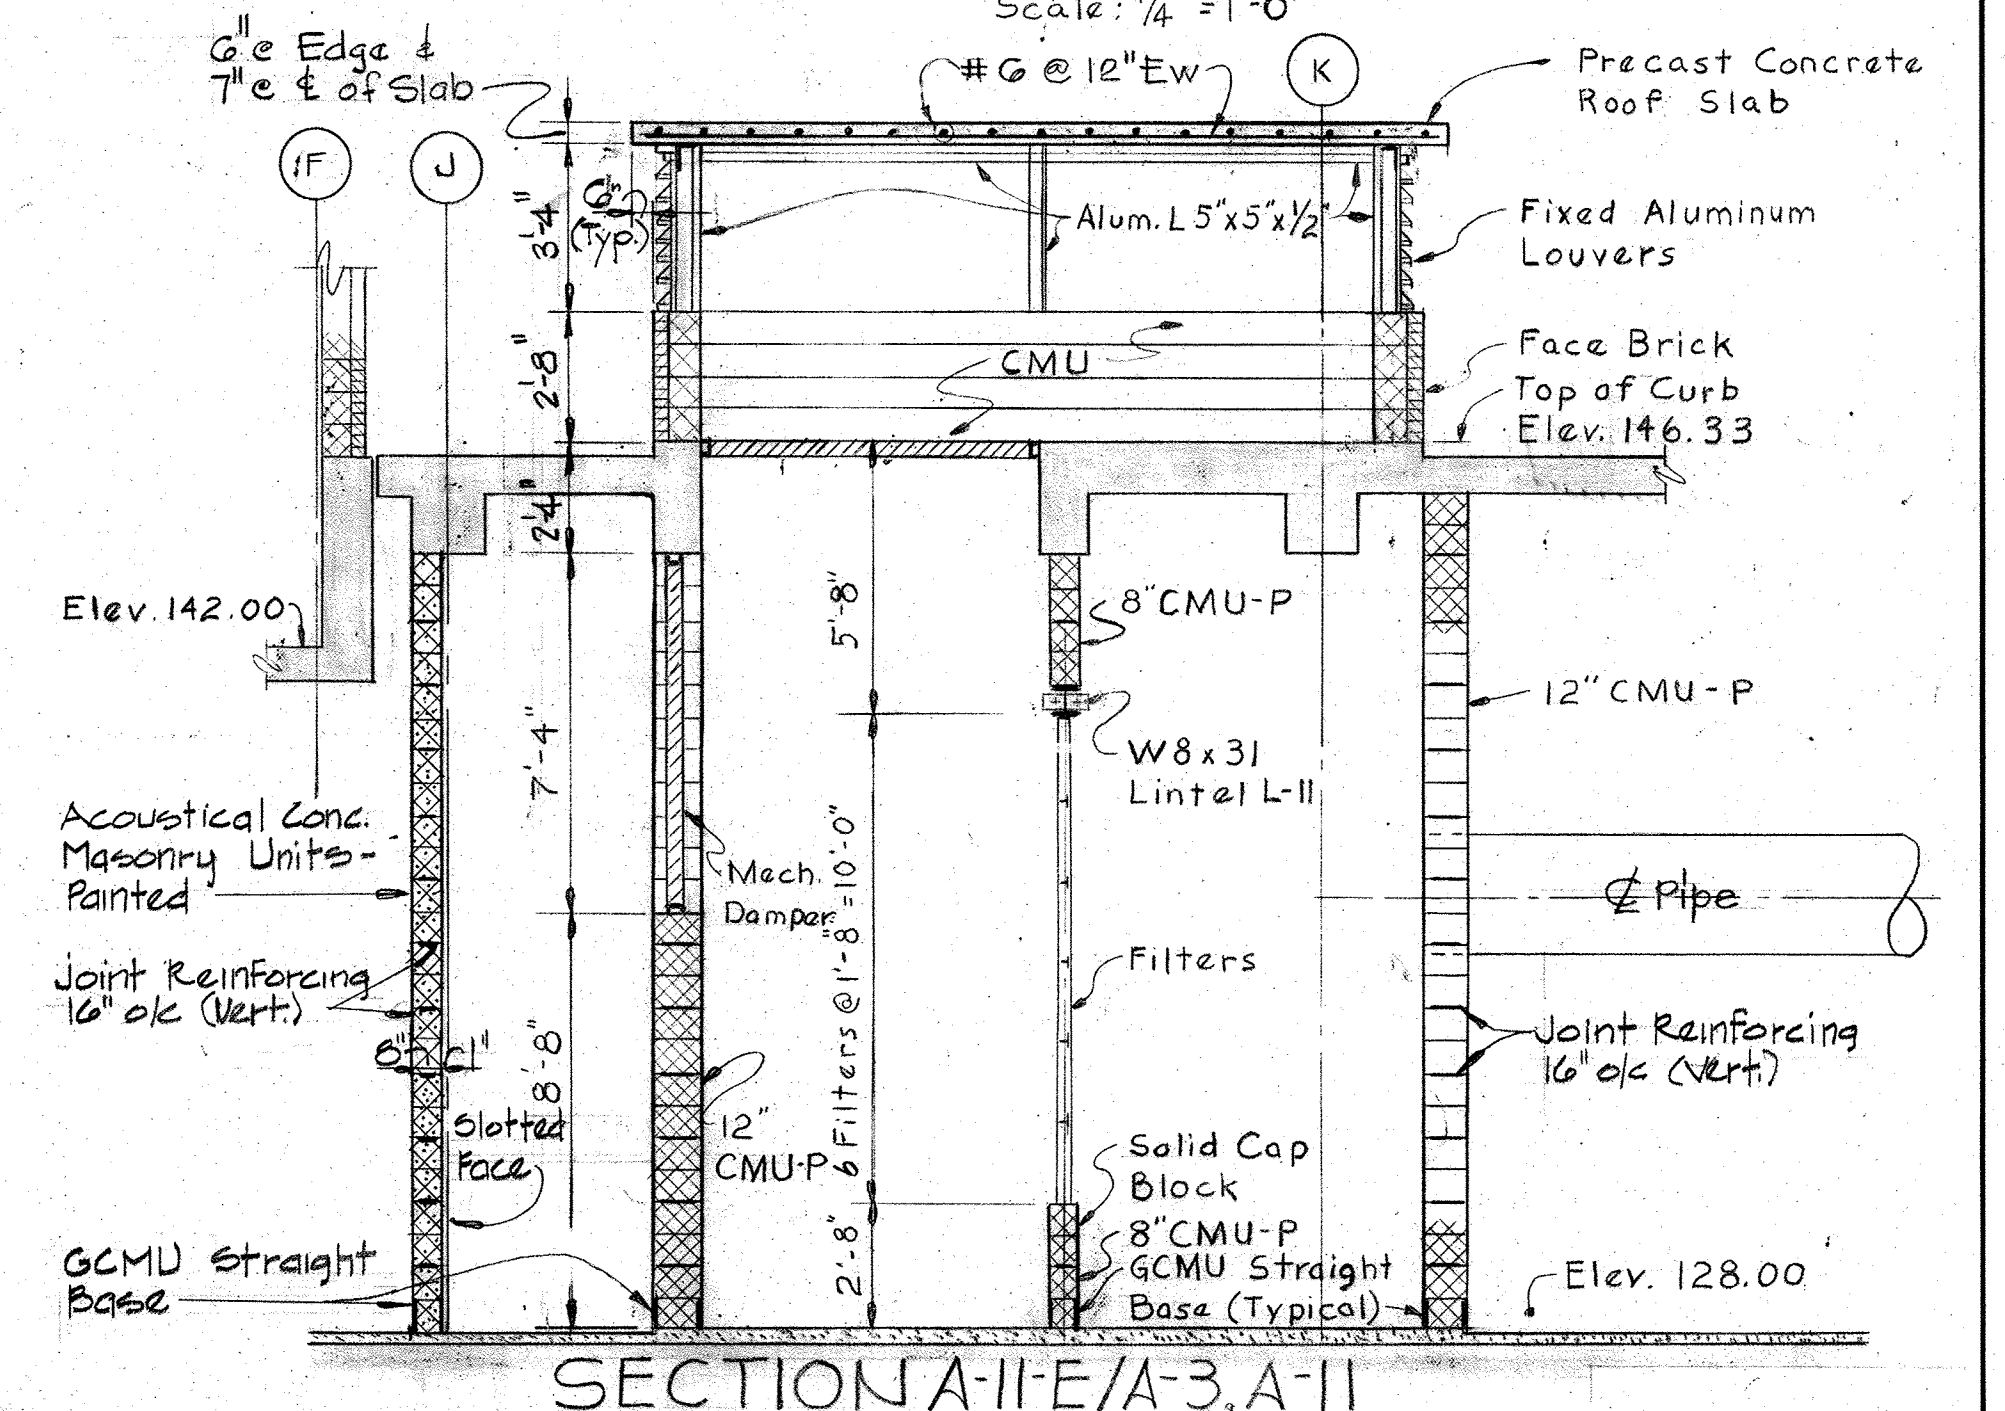 Scale: 1/4" = 1'-0"
6" @ Edge &
7" @ ℄ of Slab
# 6 @ 12" EW
K
Precast Concrete
Roof Slab
1F
J
3'-4"
6"
(Typ.)
Alum. L 5" x 5" x 1/2"
Fixed Aluminum
Louvers
2'-8"
CMU
Face Brick
Top of Curb
Elev. 146.33
2'-4"
Elev. 142.00
5'-8"
8" CMU-P
12" CMU-P
7'-4"
W 8 x 31
Lintel L-11
Acoustical Conc.
Masonry Units-
Painted
Mech.
Damper
6 Filters @ 1'-8" = 10'-0"
℄ Pipe
Filters
Joint Reinforcing
16" o/c (Vert.)
Joint Reinforcing
16" o/c (Vert.)
8"
1"
8'-8"
Slotted
Face
12"
CMU-P
Solid Cap
Block
8" CMU-P
GCMU Straight
Base (Typical)
2'-8"
GCMU Straight
Base
Elev. 128.00
SECTION A-11-E/A-3, A-11